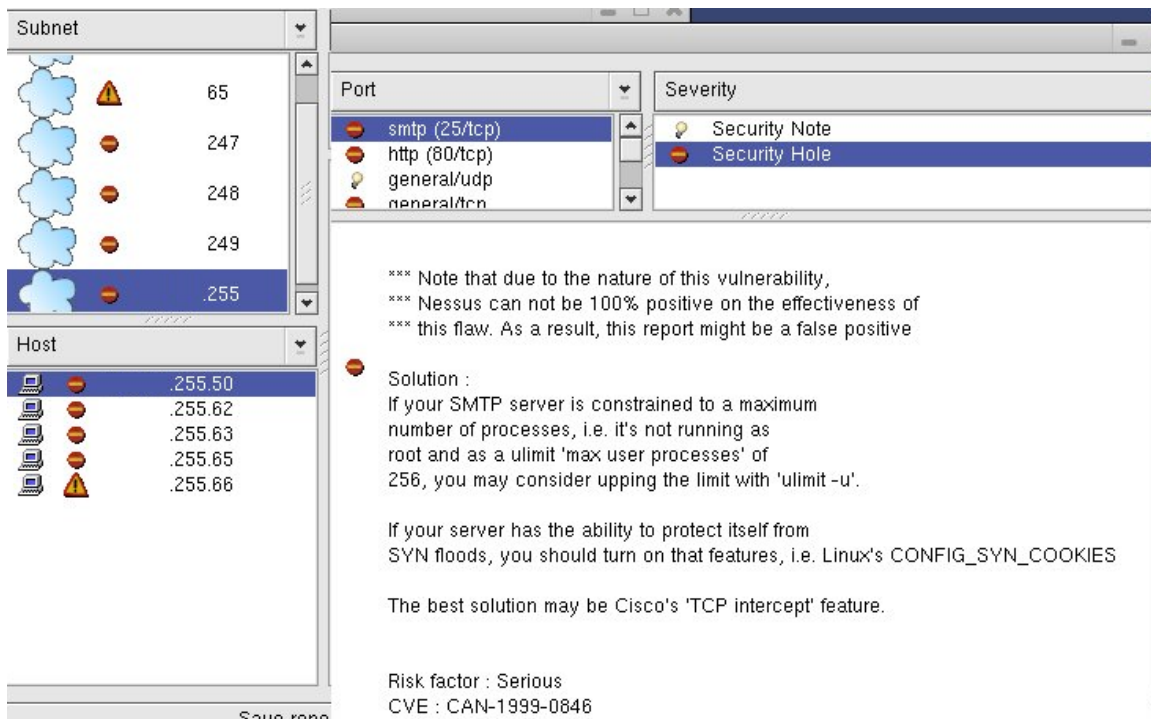 Subnet
65
247
248
249
.255
Host
.255.50
.255.62
.255.63
.255.65
.255.66
Port
smtp (25/tcp)
http (80/tcp)
general/udp
general/tcp
Severity
Security Note
Security Hole
*** Note that due to the nature of this vulnerability,
*** Nessus can not be 100% positive on the effectiveness of
*** this flaw. As a result, this report might be a false positive
Solution :
If your SMTP server is constrained to a maximum
number of processes, i.e. it's not running as
root and as a ulimit 'max user processes' of
256, you may consider upping the limit with 'ulimit -u'.
If your server has the ability to protect itself from
SYN floods, you should turn on that features, i.e. Linux's CONFIG_SYN_COOKIES
The best solution may be Cisco's 'TCP intercept' feature.
Risk factor : Serious
CVE : CAN-1999-0846